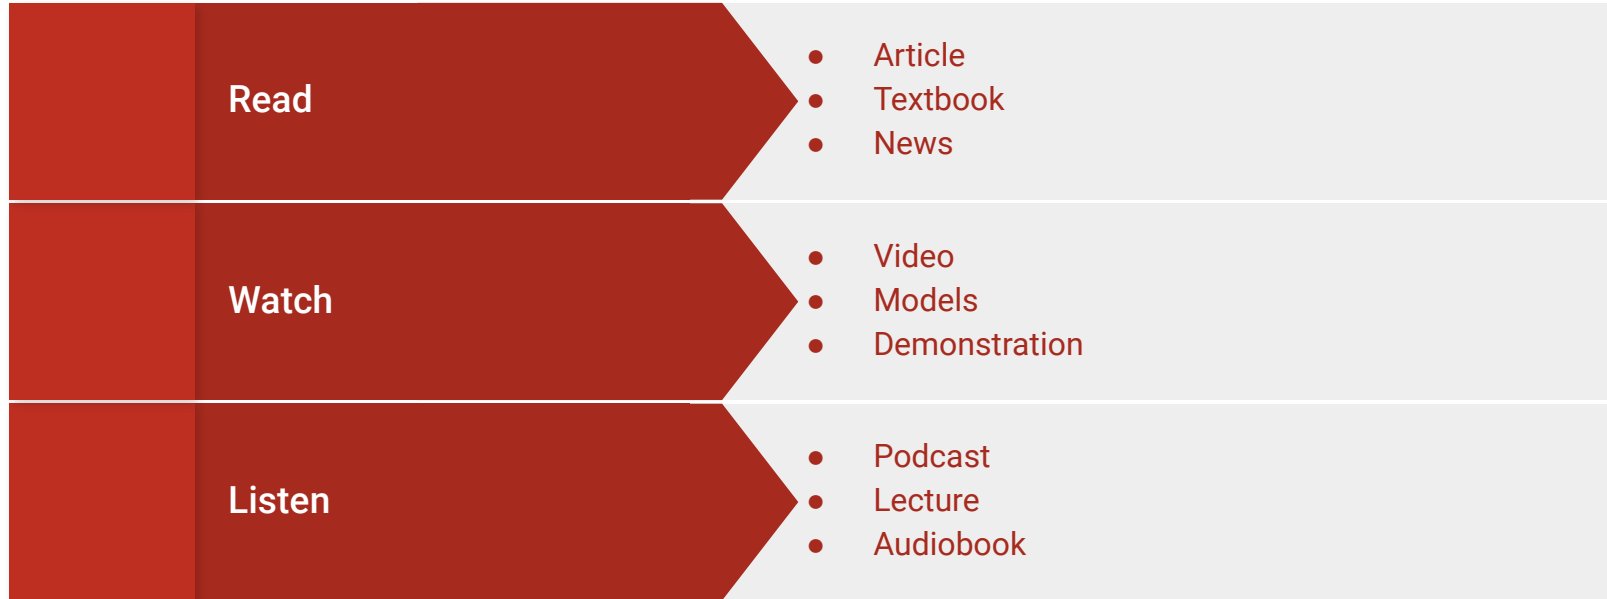 Read
● Article
● Textbook
● News
Watch
● Video
● Models
● Demonstration
Listen
● Podcast
● Lecture
● Audiobook